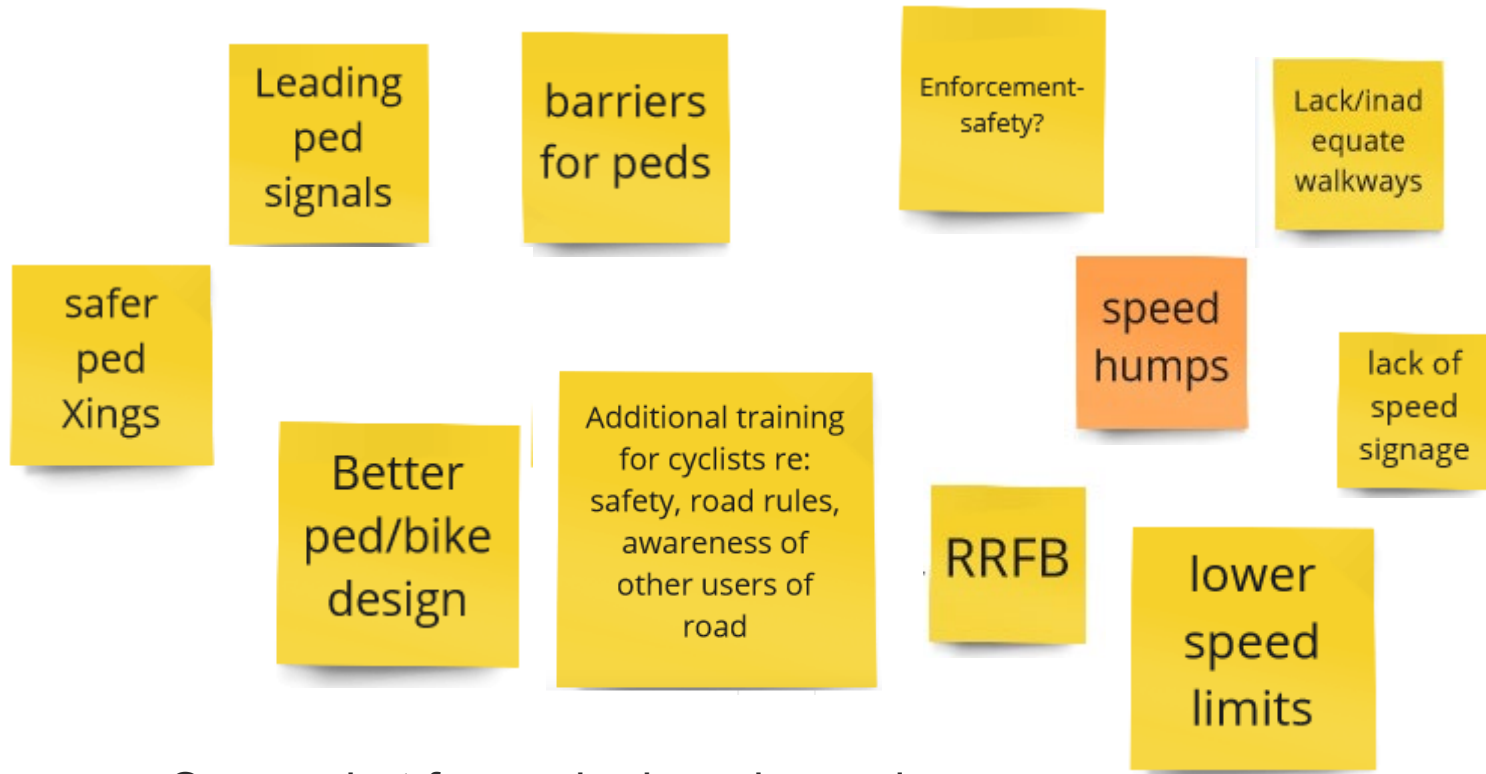 Leading
ped
signals
barriers
for peds
Enforcement-
safety?
Lack/inad
equate
walkways
safer
ped
Xings
speed
humps
lack of
speed
signage
Better
ped/bike
design
Additional training
for cyclists re:
safety, road rules,
awareness of
other users of
road
RRFB
lower
speed
limits